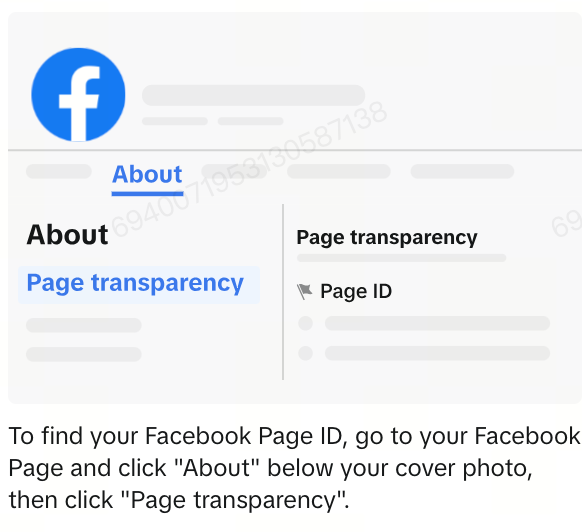 About
6940071953130587138
69
About
Page transparency
Page transparency
Page ID
To find your Facebook Page ID, go to your Facebook
Page and click "About" below your cover photo,
then click "Page transparency".